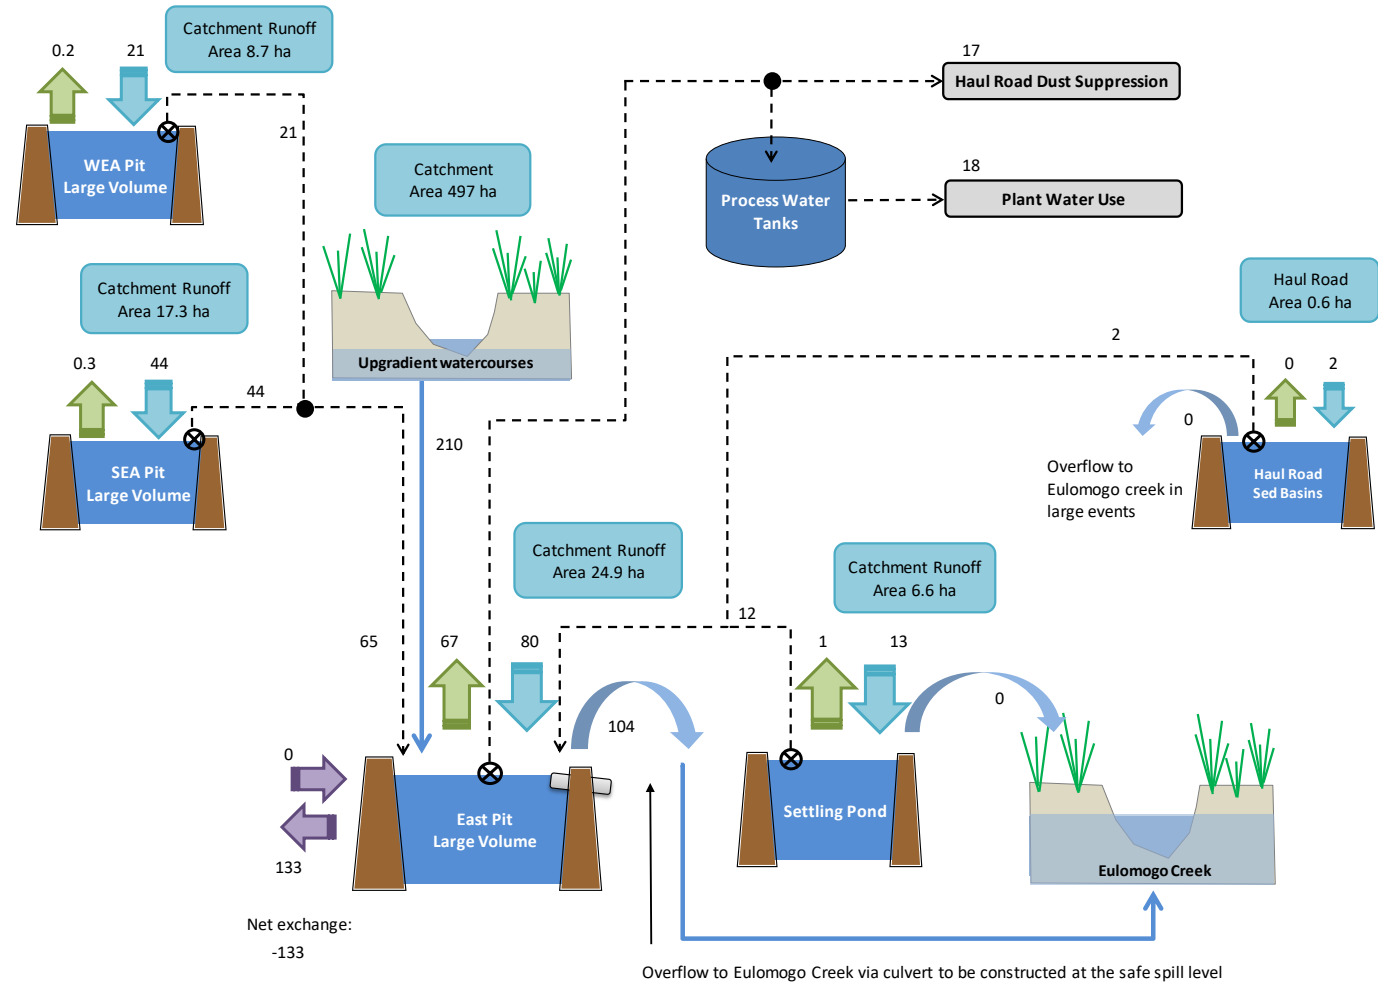 Catchment Runoff
Area 8.7 ha
0.2
21
21
WEA Pit
Large Volume
17
Haul Road Dust Suppression
Catchment
Area 497 ha
18
Process Water
Tanks
Plant Water Use
Catchment Runoff
Area 17.3 ha
Haul Road
Area 0.6 ha
Upgradient watercourses
0.3
44
44
2
0
2
0
210
SEA Pit
Large Volume
Overflow to
Eulomogo creek in
large events
Haul Road
Sed Basins
Catchment Runoff
Area 24.9 ha
Catchment Runoff
Area 6.6 ha
65
67
80
12
1
13
0
104
0
East Pit
Large Volume
Settling Pond
133
Eulomogo Creek
Net exchange:
-133
Overflow to Eulomogo Creek via culvert to be constructed at the safe spill level